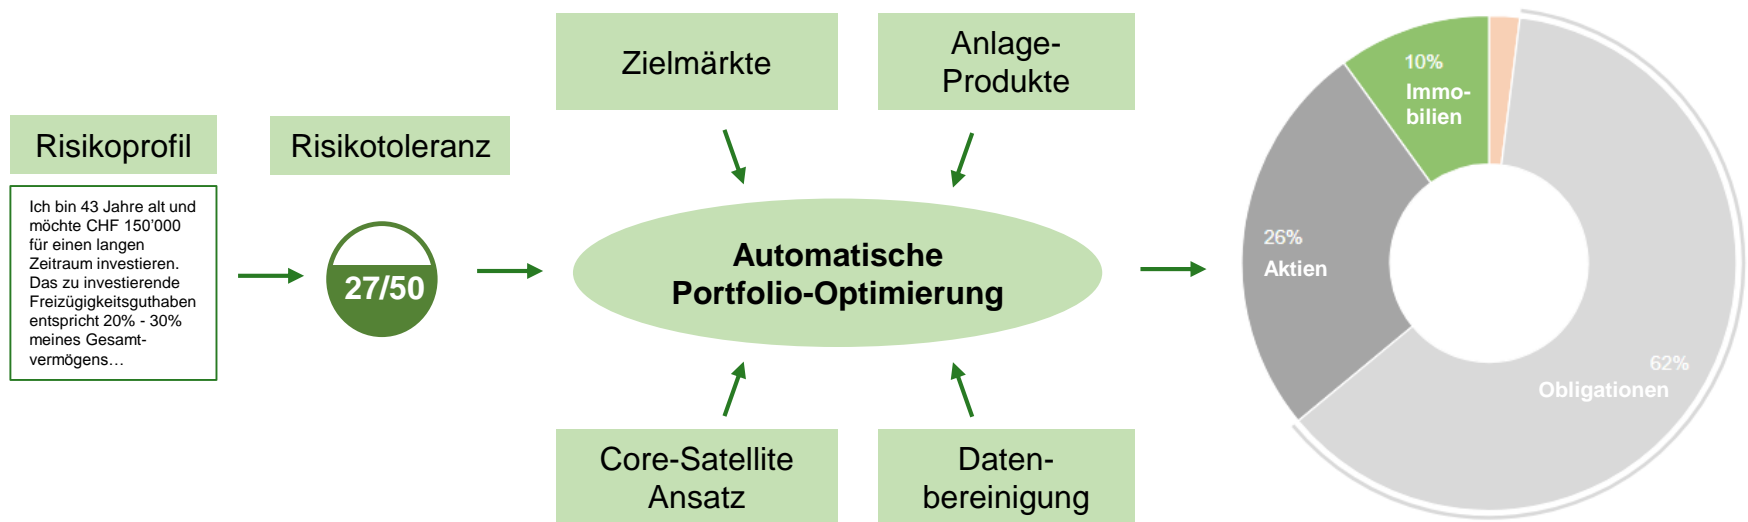 Risikoprofil
Ich bin 43 Jahre alt und
möchte CHF 150’000
für einen langen
Zeitraum investieren.
Das zu investierende
Freizügigkeitsguthaben
entspricht 20% - 30%
meines Gesamt-
vermögens…
Risikotoleranz
27/50
Zielmärkte
Anlage-
Produkte
Automatische
Portfolio-Optimierung
Core-Satellite
Ansatz
Daten-
bereinigung
10%
Immo-
bilien
26%
Aktien
62%
Obligationen